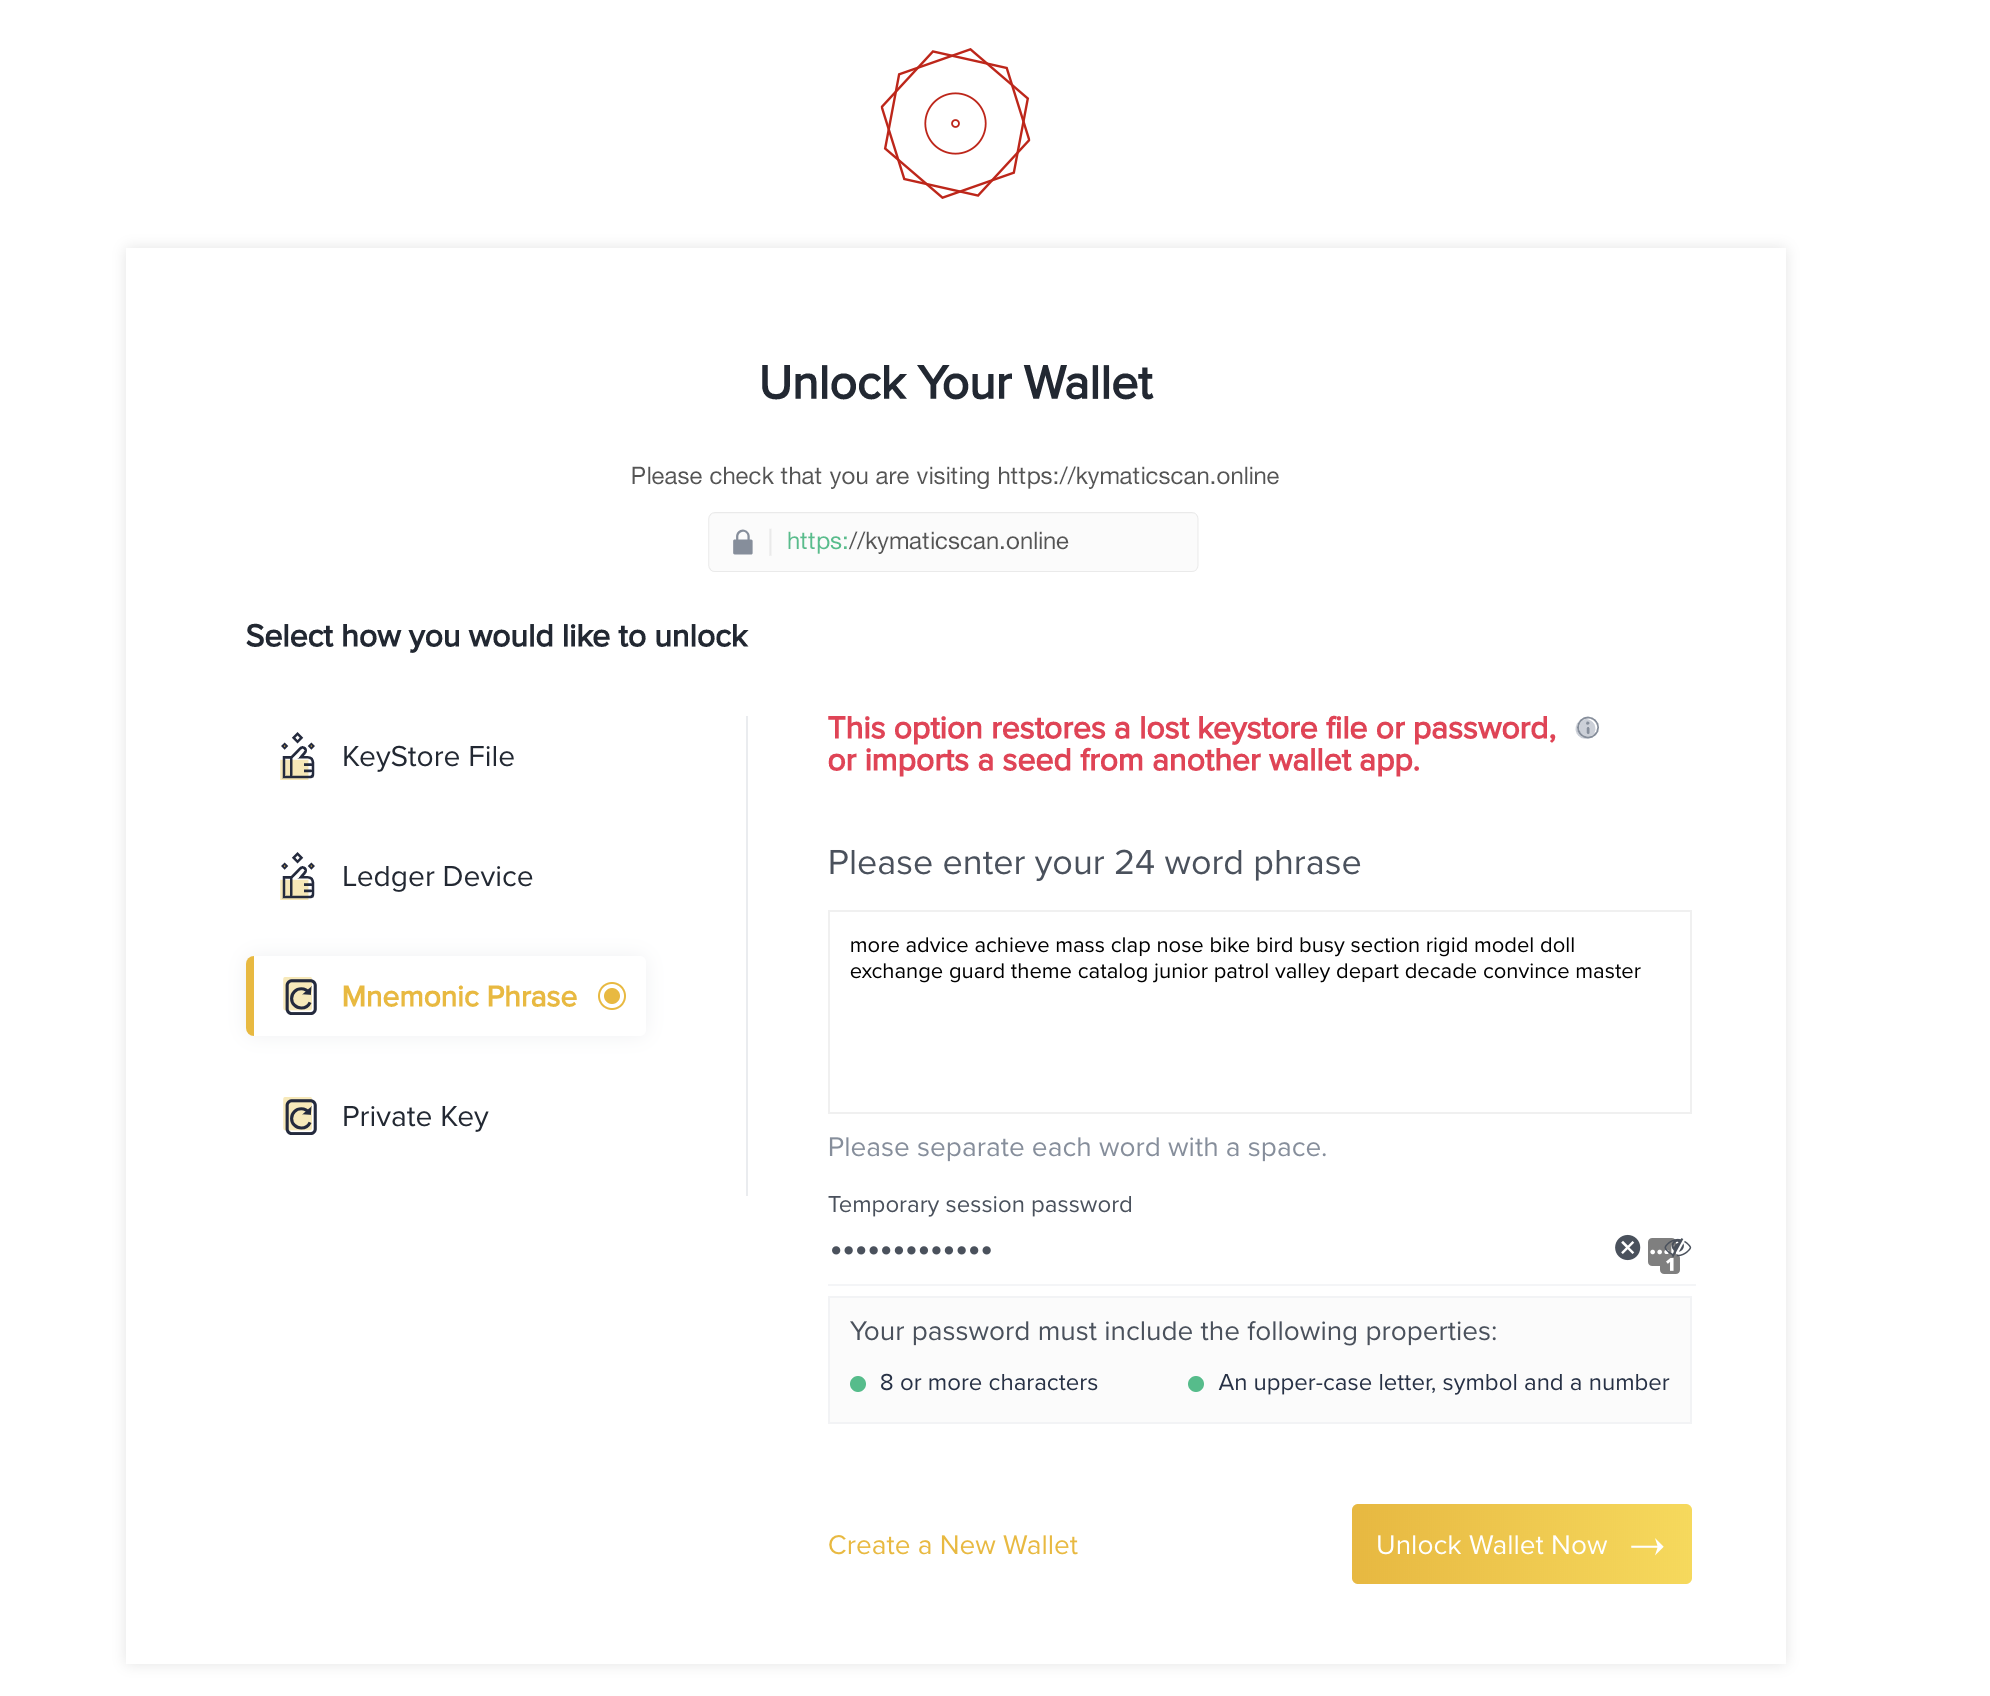 Unlock Your Wallet
Please check that you are visiting https://kymaticscan.online
https://kymaticscan.online
Select how you would like to unlock
KeyStore File
Ledger Device
Mnemonic Phrase
Private Key
This option restores a lost keystore file or password,
or imports a seed from another wallet app.
Please enter your 24 word phrase
more advice achieve mass clap nose bike bird busy section rigid model doll
exchange guard theme catalog junior patrol valley depart decade convince master
Please separate each word with a space.
Temporary session password
•••••••••••••
1
Your password must include the following properties:
8 or more characters
An upper-case letter, symbol and a number
Create a New Wallet
Unlock Wallet Now →